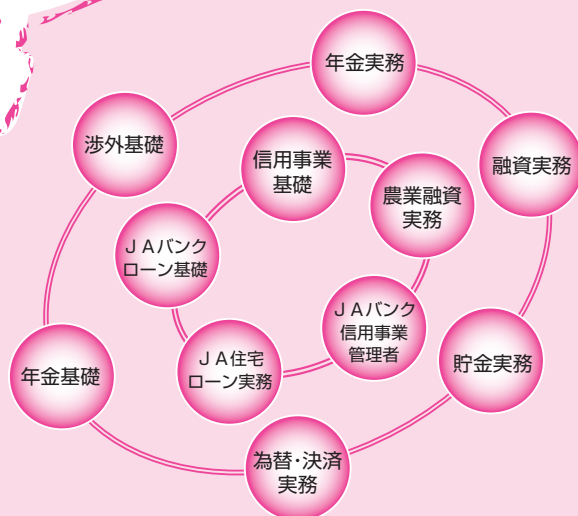 年金実務
渉外基礎
信用事業
基礎
融資実務
農業融資
実務
ＪＡバンク
ローン基礎
ＪＡバンク
信用事業
管理者
ＪＡ住宅
ローン実務
年金基礎
貯金実務
為替・決済
実務